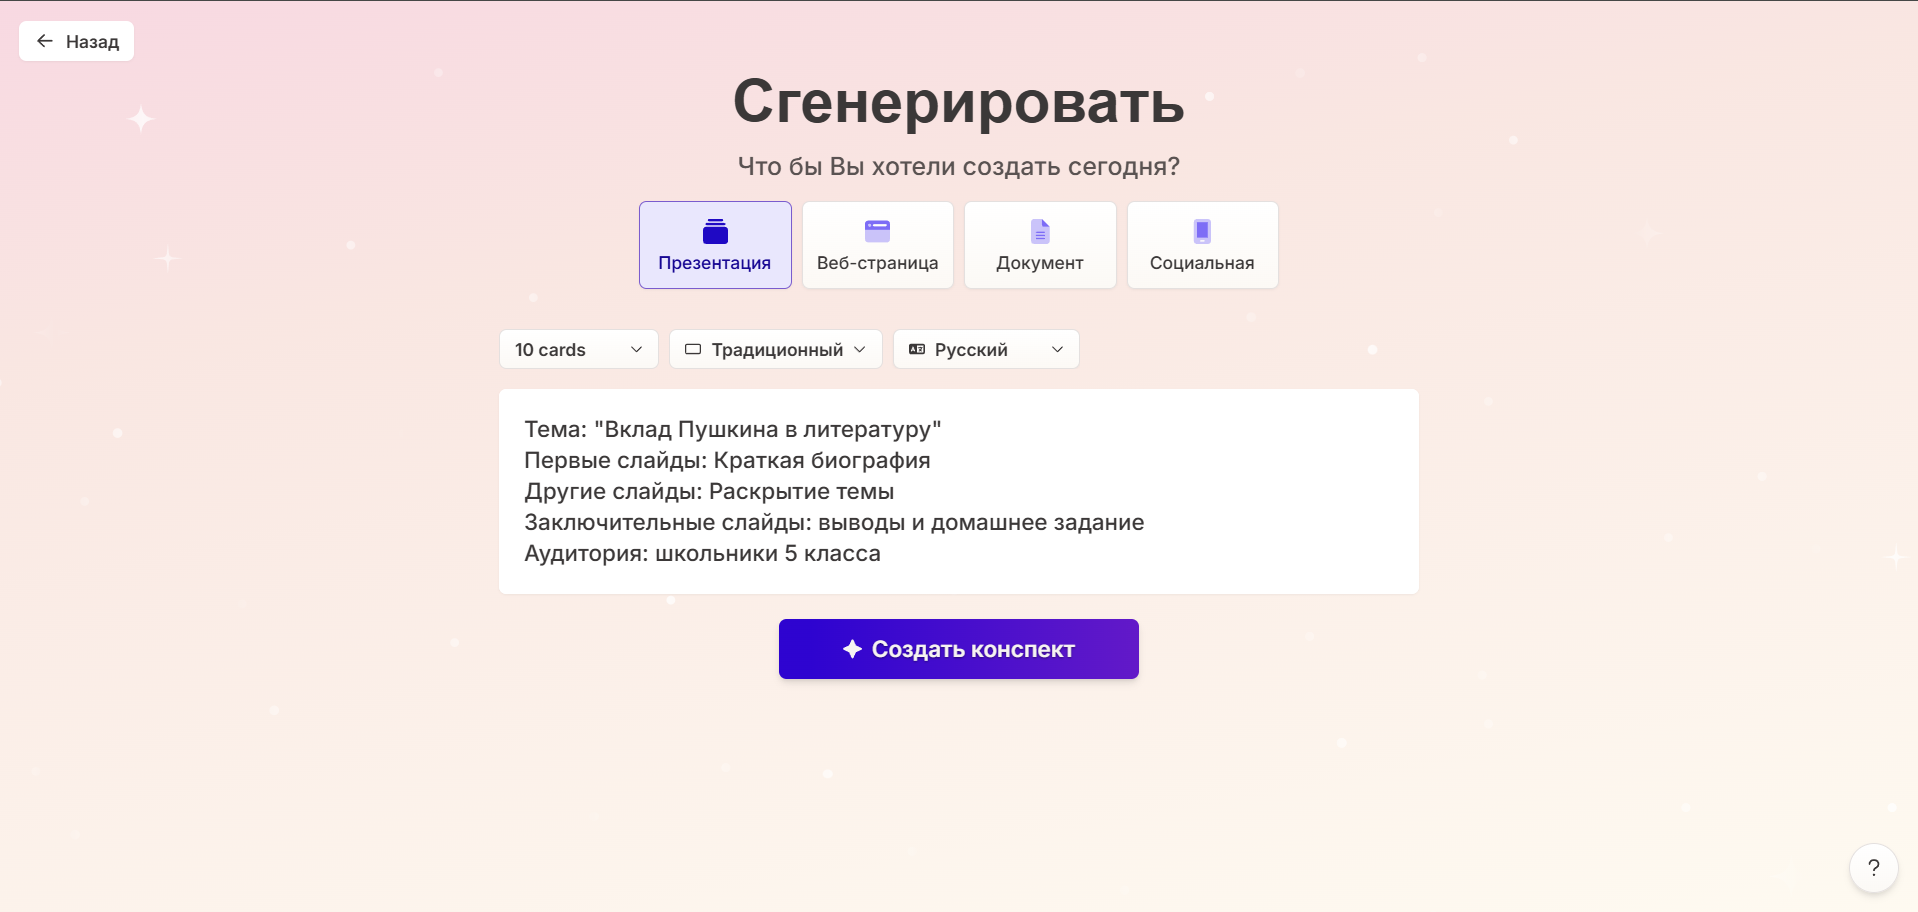 Назад
Сгенерировать
Что бы Вы хотели создать сегодня?
Презентация
Веб-страница
Документ
Социальная
10 cards
Традиционный
Русский
Тема: "Вклад Пушкина в литературу"
Первые слайды: Краткая биография
Другие слайды: Раскрытие темы
Заключительные слайды: выводы и домашнее задание
Аудитория: школьники 5 класса
Создать конспект
?